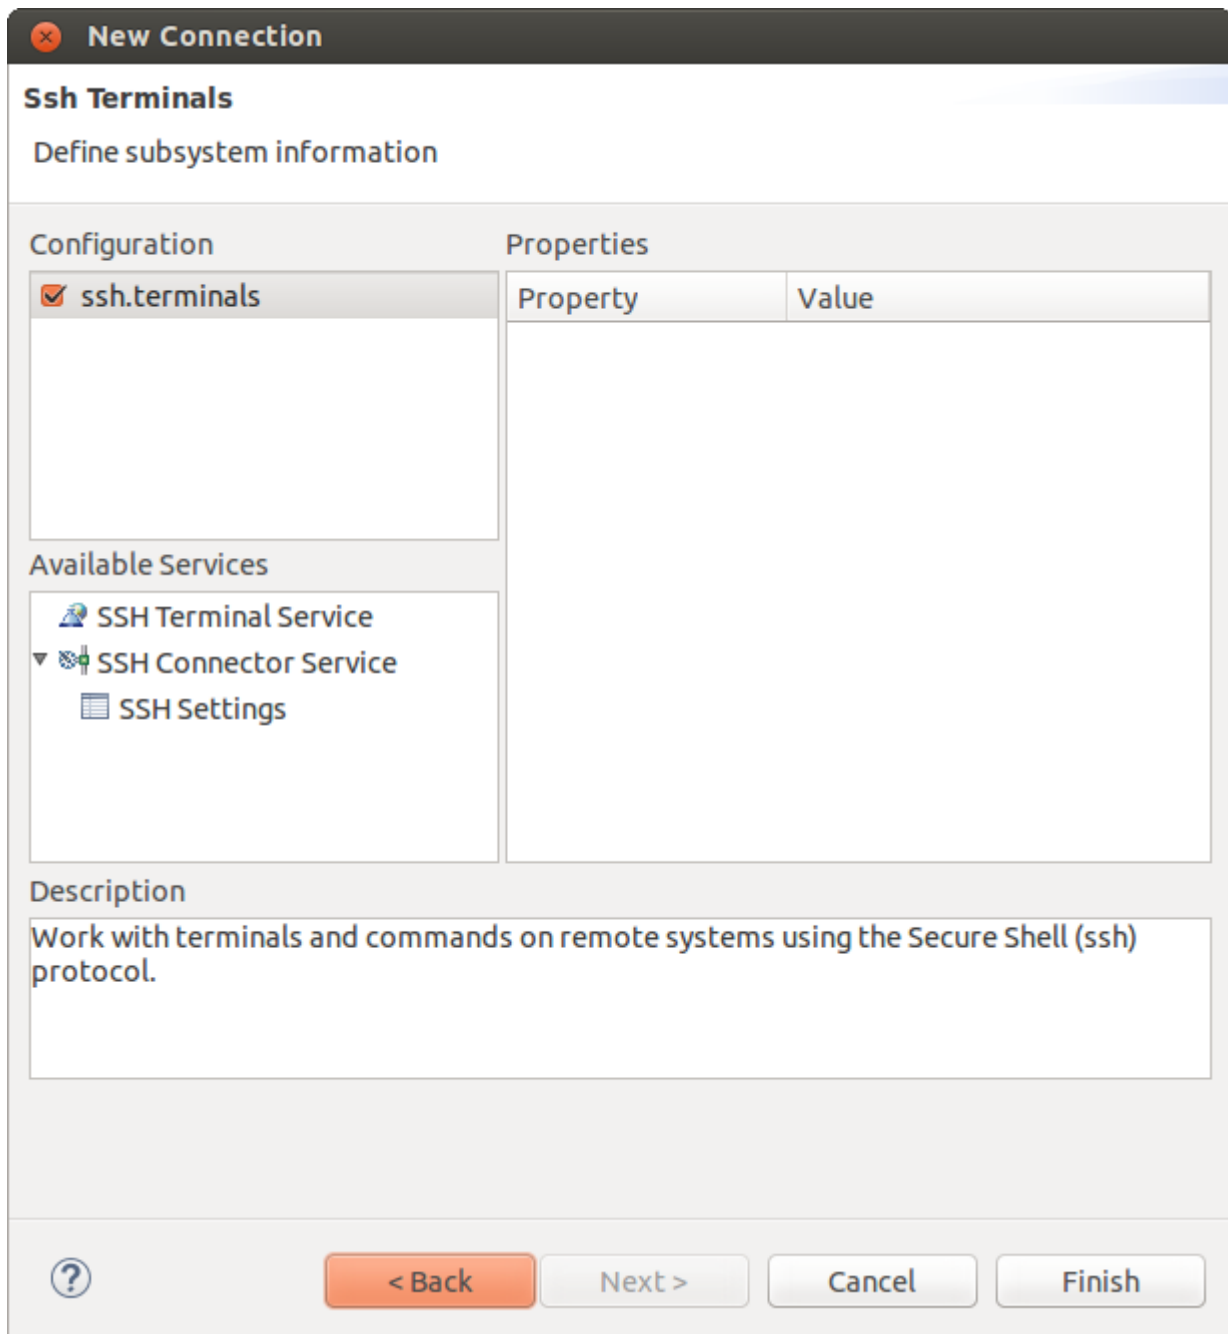 New Connection
Ssh Terminals
Define subsystem information
Configuration
ssh.terminals
Properties
Property Value
Available Services
SSH Terminal Service
SSH Connector Service
SSH Settings
Description
Work with terminals and commands on remote systems using the Secure Shell (ssh)
protocol.
? < Back Next > Cancel Finish